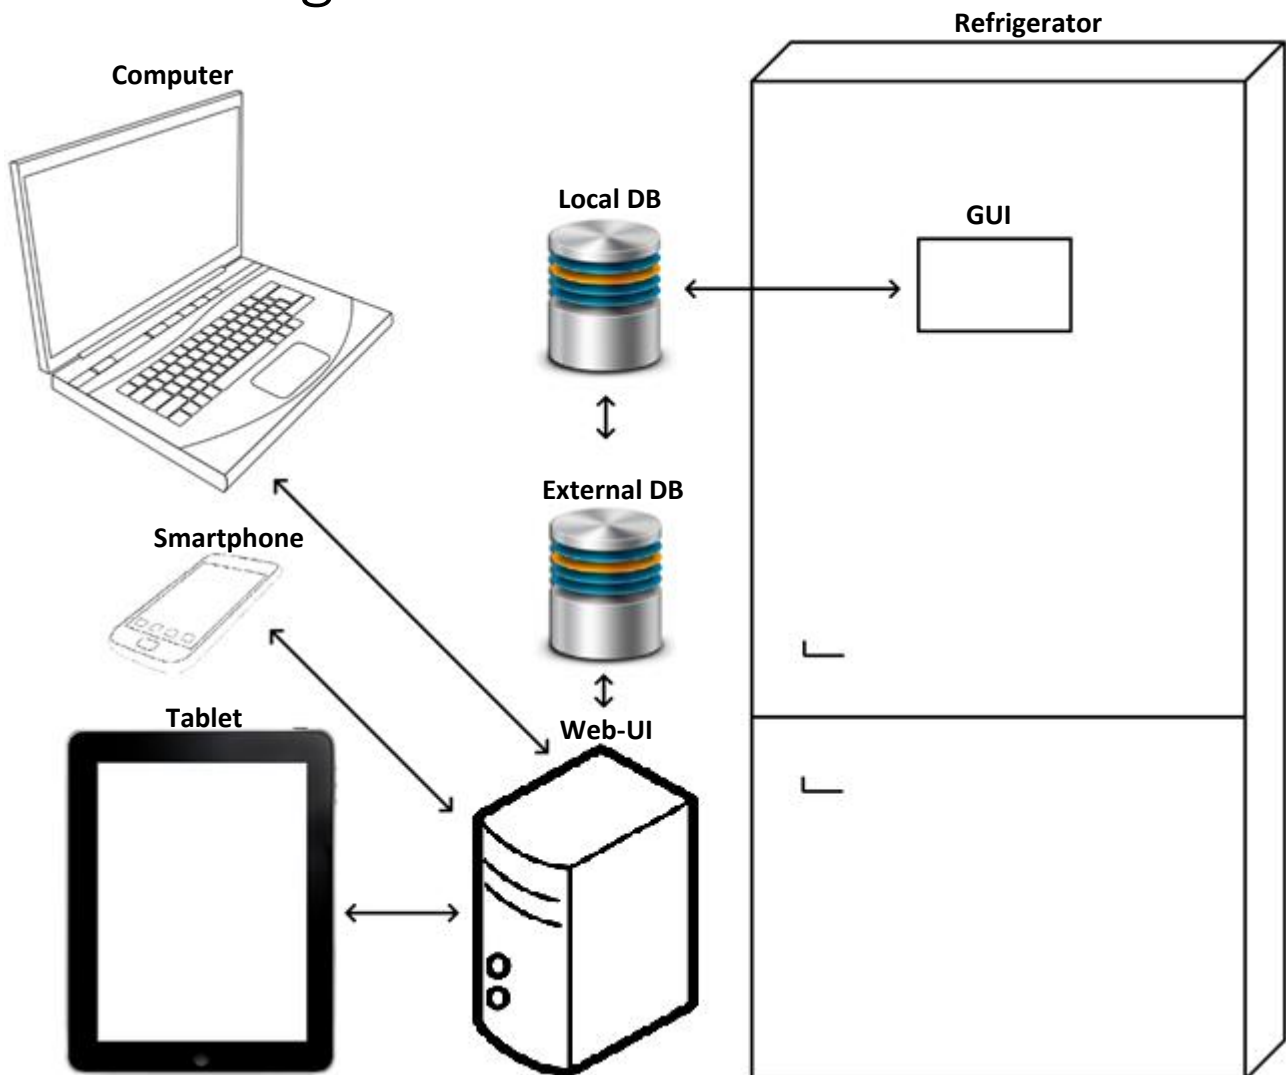 Refrigerator
Computer
Local DB
GUI
External DB
Smartphone
Tablet
Web-UI